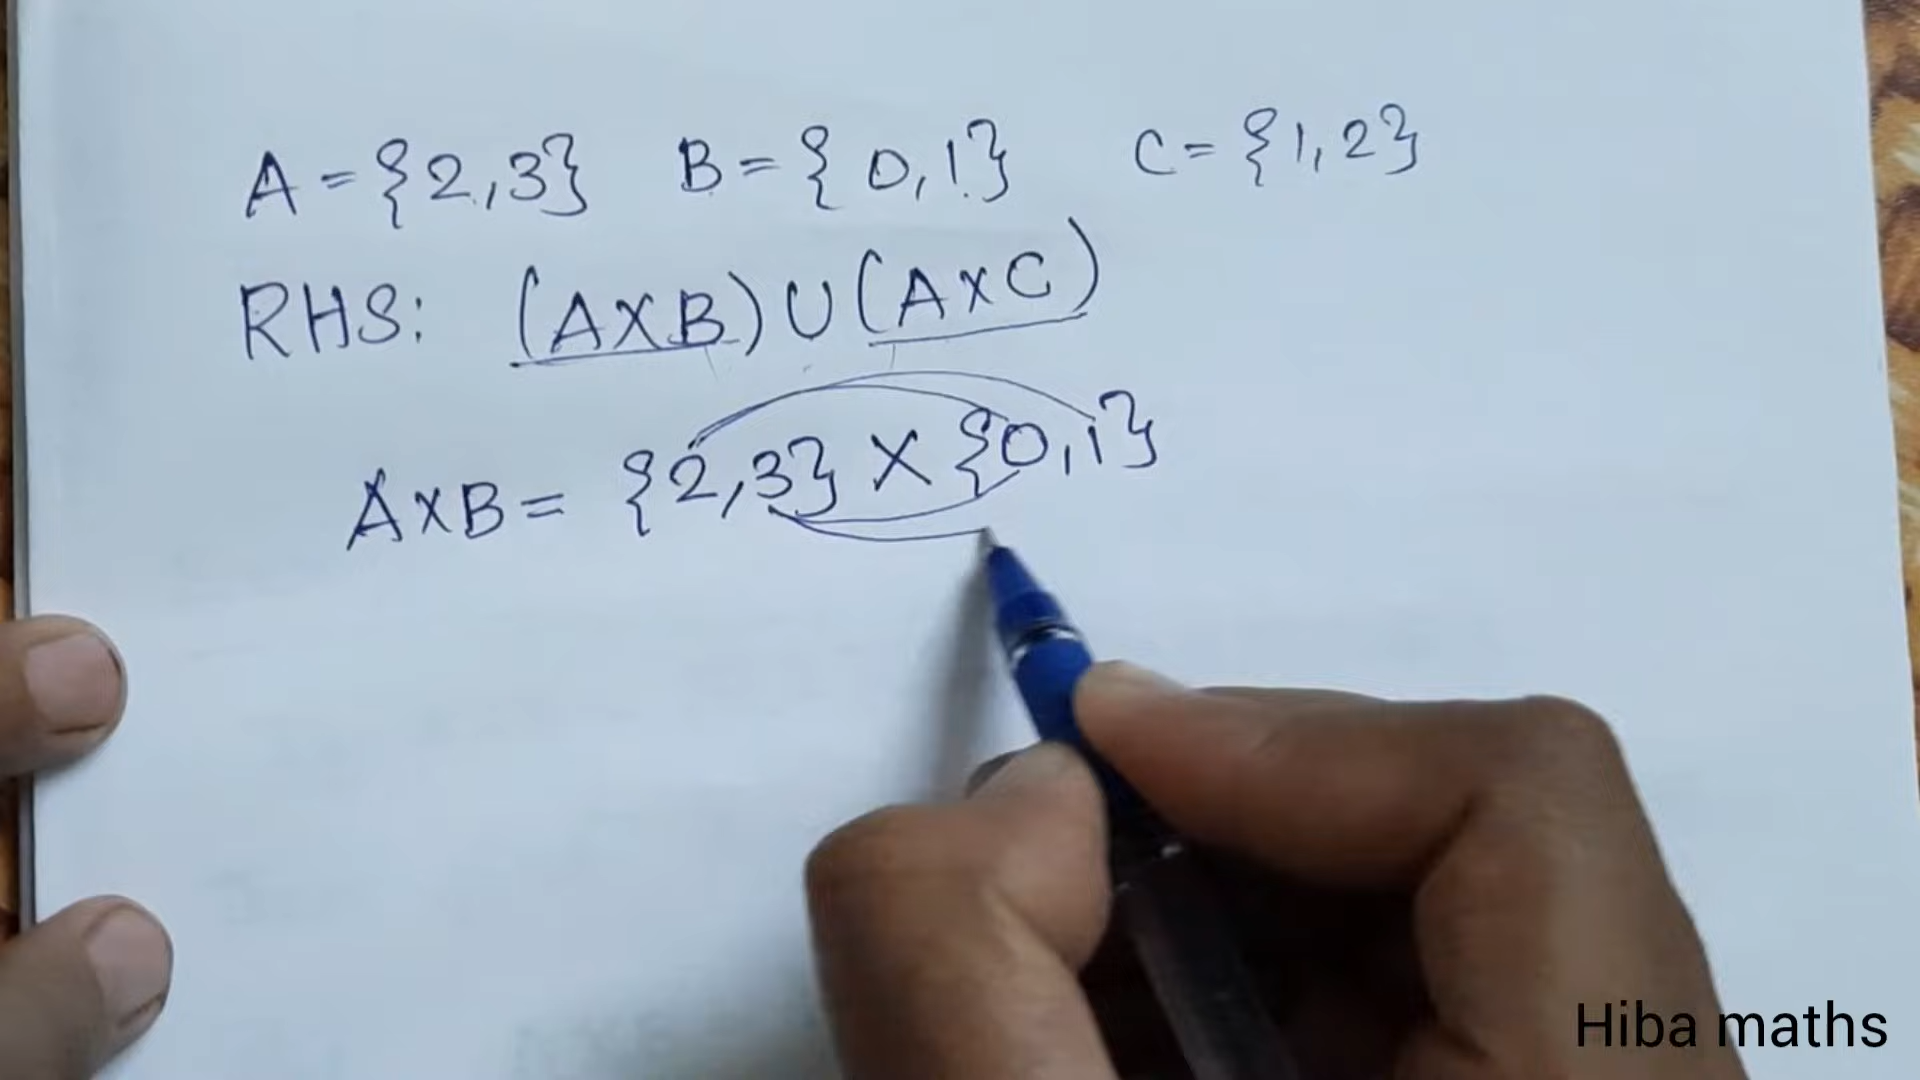 A = {2,3} B = {0,1} C = {1,2}
RHS: (A×B)∪(A×C)
A×B = {2,3} × {0,1}
Hiba maths